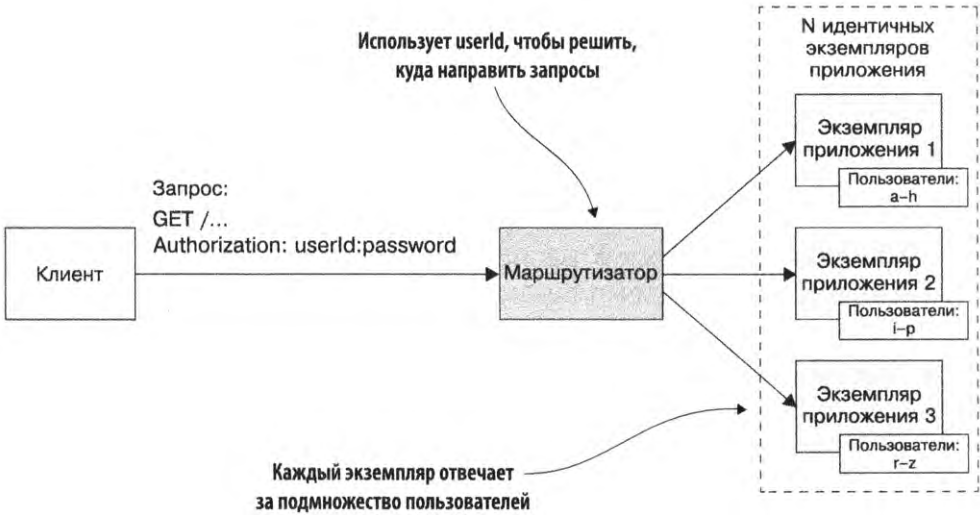 Использует userId, чтобы решить,
куда направить запросы
N идентичных
экземпляров
приложения
Экземпляр
приложения 1
Пользователи:
a–h
Запрос:
GET /...
Authorization: userId:password
Клиент
Маршрутизатор
Экземпляр
приложения 2
Пользователи:
i–p
Экземпляр
приложения 3
Пользователи:
r–z
Каждый экземпляр отвечает
за подмножество пользователей